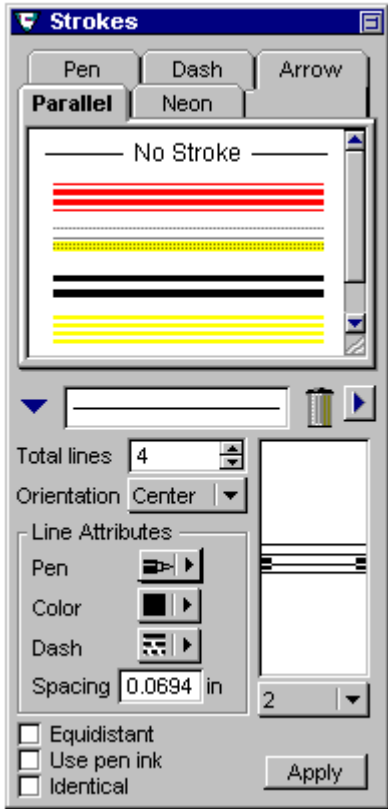 Strokes
Pen Dash Arrow
Parallel Neon
No Stroke
Total lines 4
Orientation Center
Line Attributes
Pen
Color
Dash
Spacing 0.0694 in
2
Equidistant
Use pen ink
Identical
Apply